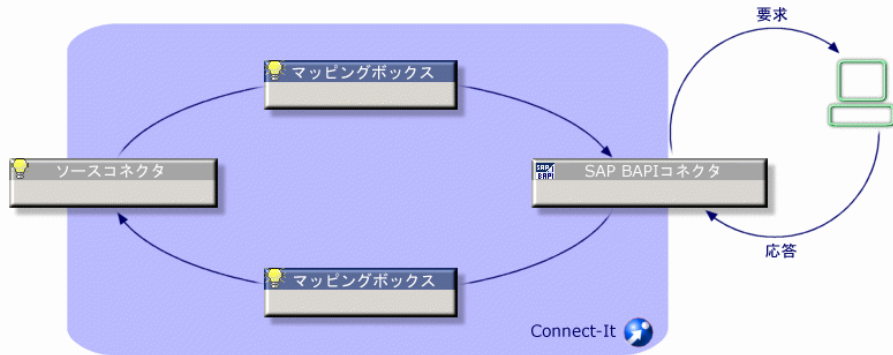 要求
マッピングボックス
ソースコネクタ
SAP
BAPI
SAP BAPIコネクタ
応答
マッピングボックス
Connect-It